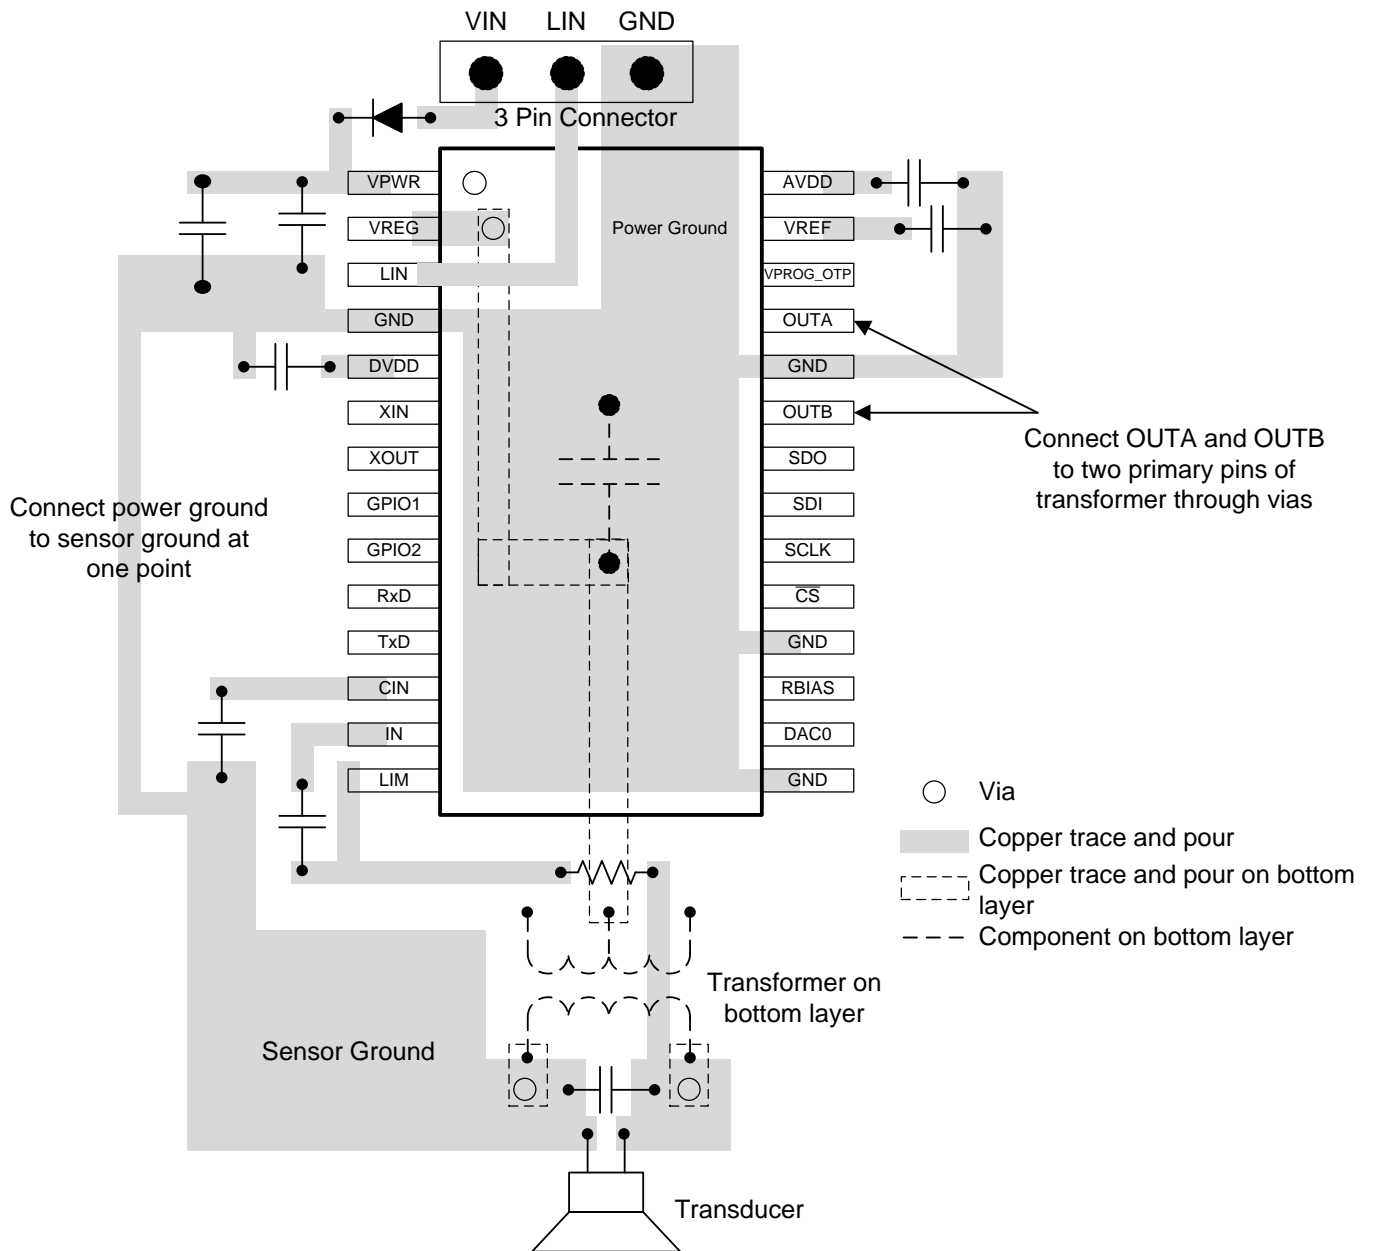 VIN LIN GND
3 Pin Connector
VPWR
VREG
LIN
GND
DVDD
XIN
XOUT
GPIO1
GPIO2
RxD
TxD
CIN
IN
LIM
Power Ground
AVDD
VREF
VPROG_OTP
OUTA
GND
OUTB
SDO
SDI
SCLK
CS
GND
RBIAS
DAC0
GND
Connect OUTA and OUTB
to two primary pins of
transformer through vias
Connect power ground
to sensor ground at
one point
Via
Copper trace and pour
Copper trace and pour on bottom
layer
Component on bottom layer
Transformer on
bottom layer
Sensor Ground
Transducer